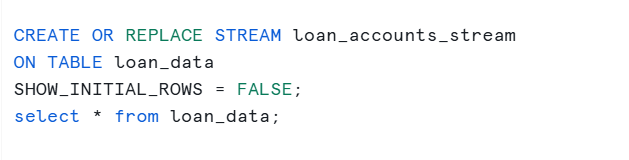 CREATE OR REPLACE STREAM loan_accounts_stream
ON TABLE loan_data
SHOW_INITIAL_ROWS = FALSE;
select * from loan_data;